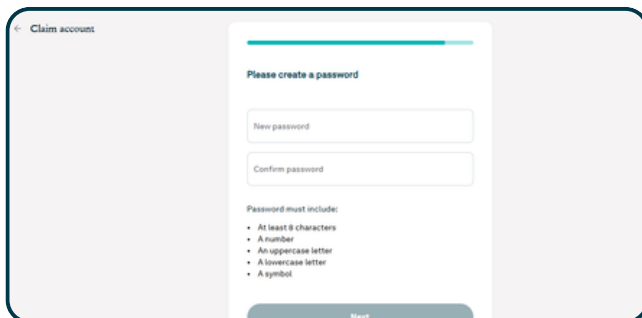 ← Claim account
Please create a password
New password
Confirm password
Password must include:
• At least 8 characters
• A number
• An uppercase letter
• A lowercase letter
• A symbol
Next